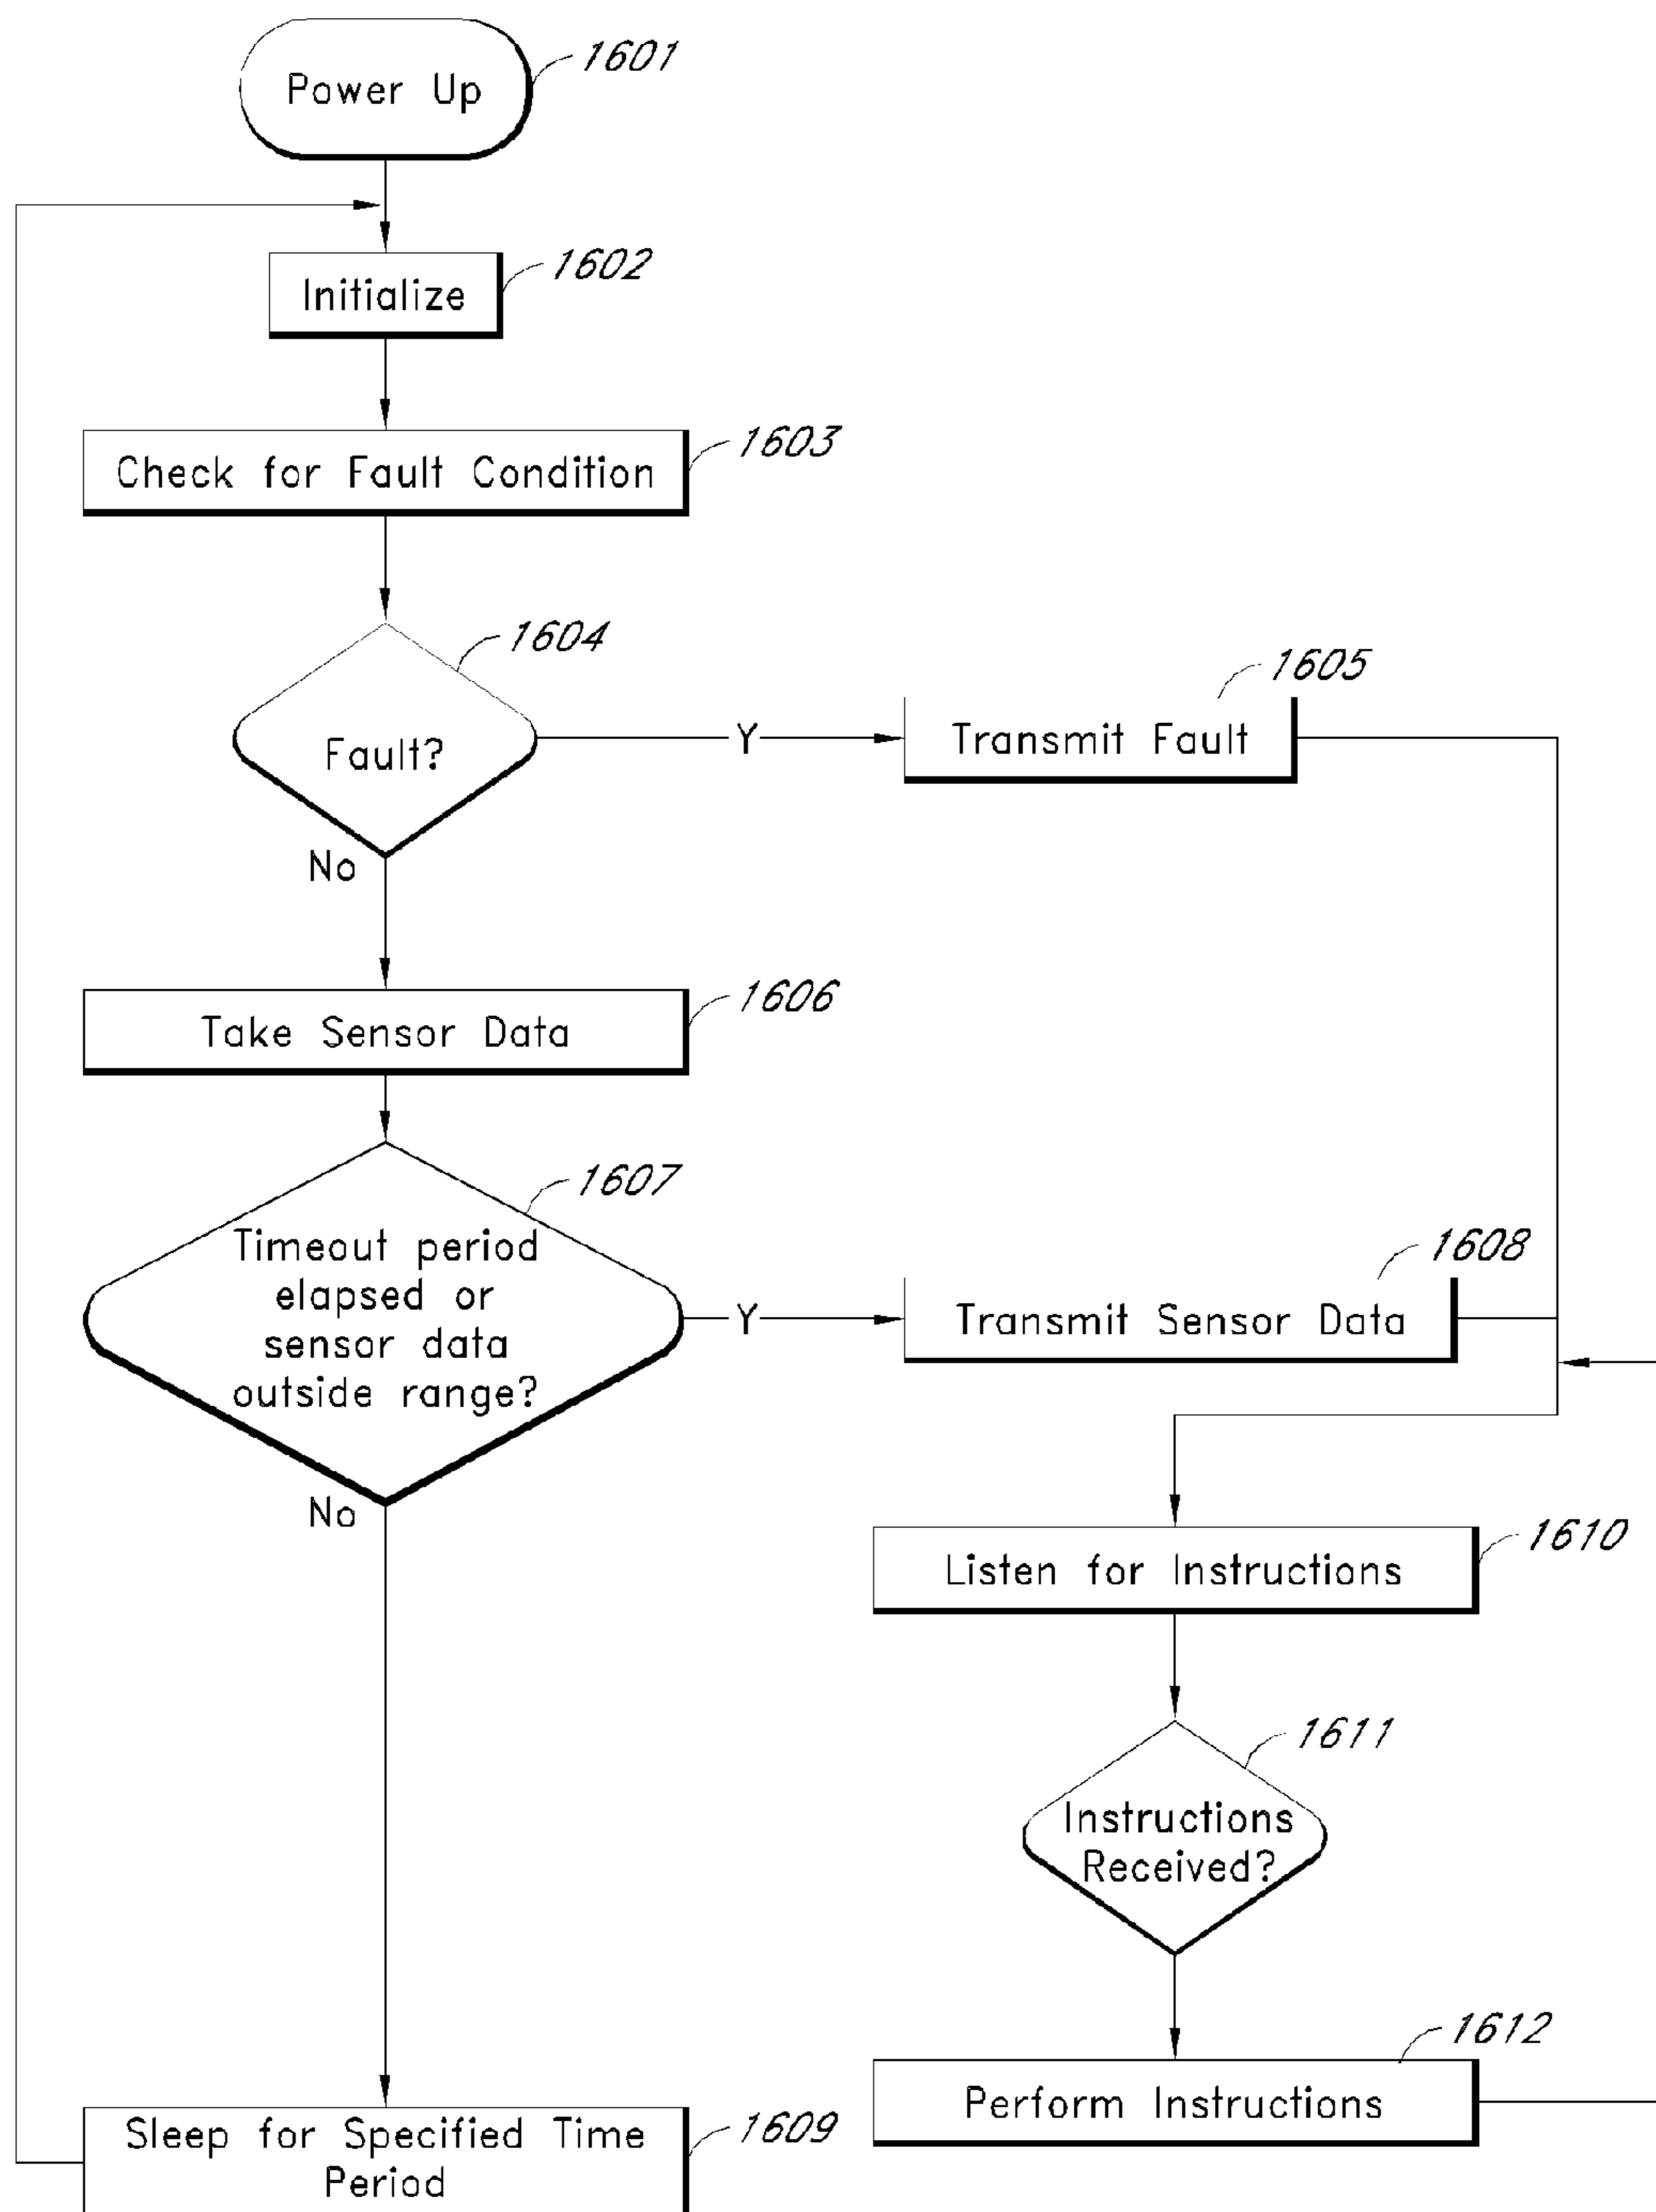 Power Up
1601
Initialize
1602
Check for Fault Condition
1603
Fault?
1604
Y
Transmit Fault
1605
No
Take Sensor Data
1606
Timeout period
elapsed or
sensor data
outside range?
1607
Y
Transmit Sensor Data
1608
No
Listen for Instructions
1610
Instructions
Received?
1611
Perform Instructions
1612
Sleep for Specified Time
Period
1609